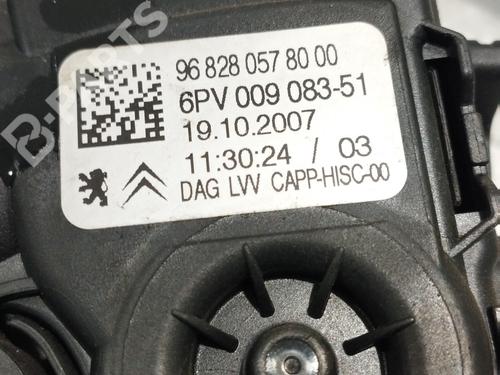 B-PARTS
96 828 057 80 00
6PV 009 083-51
19.10.2007
11:30:24 / 03
DAG LVV CAPP-HISC-00